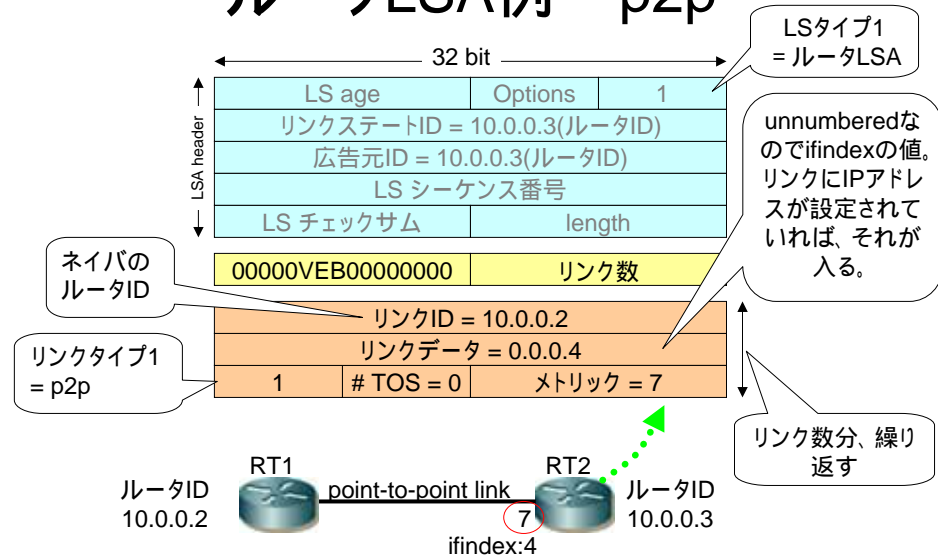 ルータLSA例 - p2p
LSタイプ1
= ルータLSA
32 bit
LSA header
LS age
Options
1
リンクステートID = 10.0.0.3(ルータID)
広告元ID = 10.0.0.3(ルータID)
LS シーケンス番号
LS チェックサム
length
unnumberedな
のでifindexの値。
リンクにIPアドレ
スが設定されて
いれば、それが
入る。
ネイバの
ルータID
00000VEB00000000
リンク数
リンクID = 10.0.0.2
リンクデータ = 0.0.0.4
リンクタイプ1
= p2p
1
# TOS = 0
メトリック = 7
リンク数分、繰り
返す
RT1
RT2
ルータID
10.0.0.2
point-to-point link
ルータID
10.0.0.3
7
ifindex:4